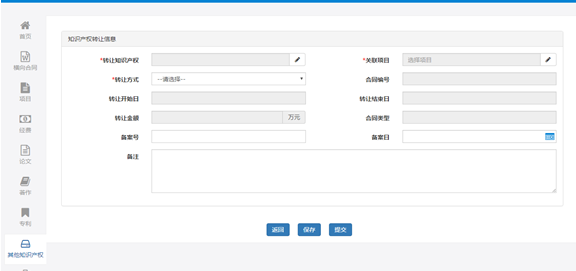 首页
横向合同
项目
经费
论文
著作
专利
其他知识产权
知识产权转让信息
*转让知识产权
*关联项目 选择项目
*转让方式 --请选择--
合同编号
转让开始日
转让结束日
转让金额 万元
合同类型
备案号
备案日
备注
返回 保存 提交